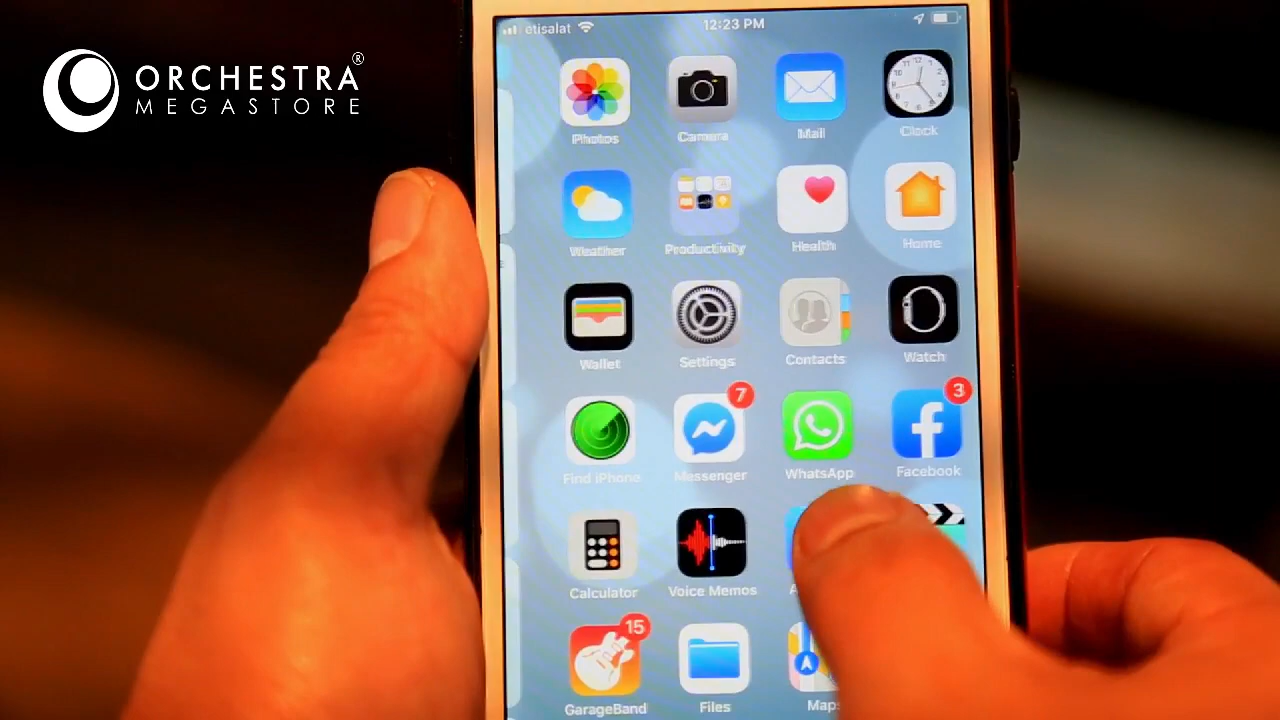 ORCHESTRA®
MEGASTORE
etisalat 12:23 PM
Photos Camera Mail Clock
Weather Productivity Health Home
Wallet Settings Contacts Watch
7 3
Find iPhone Messenger WhatsApp Facebook
Calculator Voice Memos A
15
GarageBand Files Maps